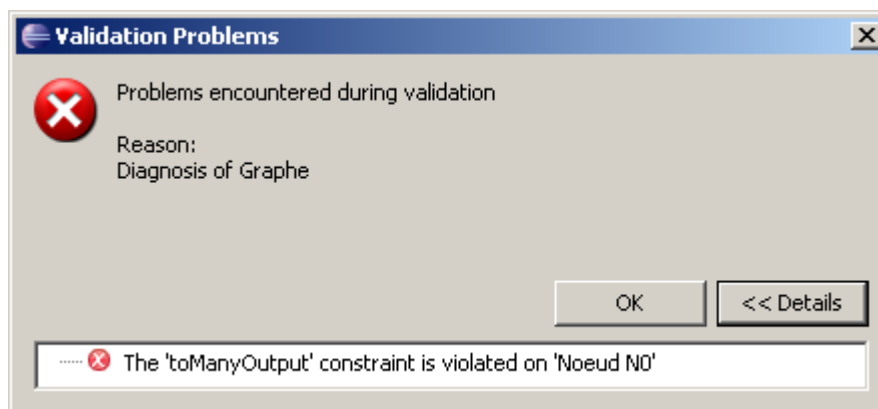 Validation Problems
Problems encountered during validation
Reason:
Diagnosis of Graphe
OK
<< Details
The 'toManyOutput' constraint is violated on 'Noeud N0'